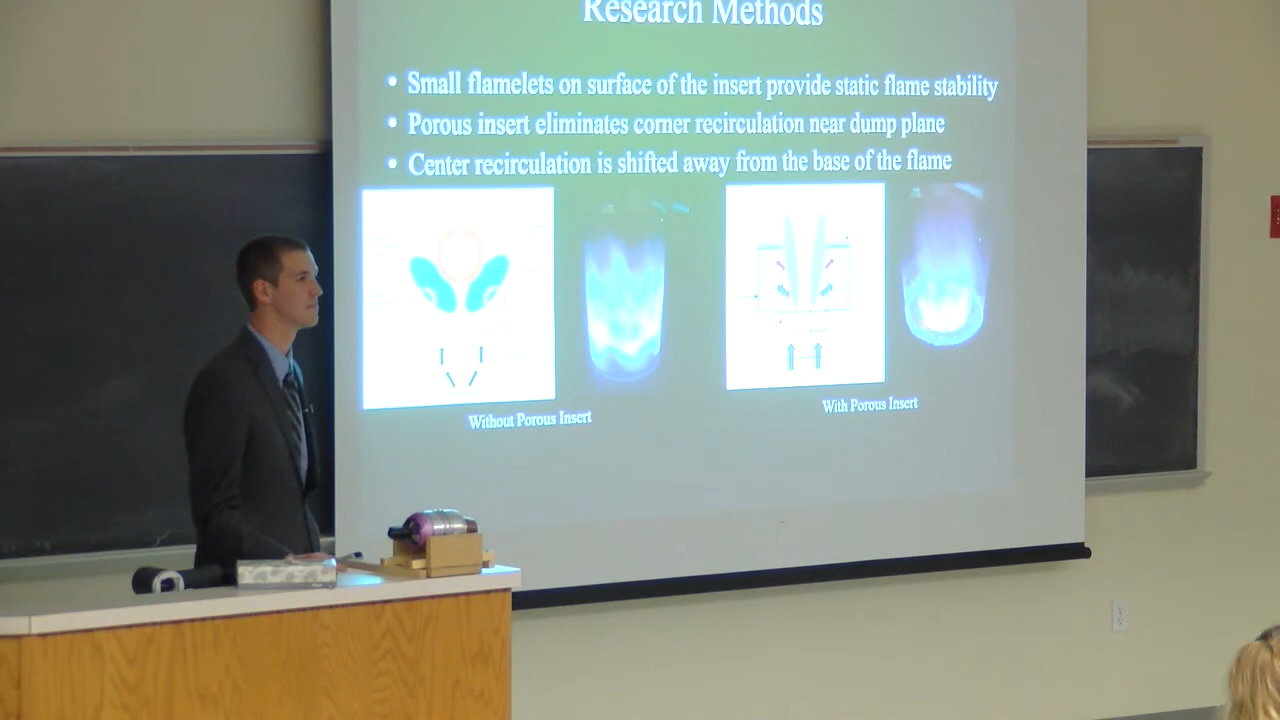 Research Methods
• Small flamelets on surface of the insert provide static flame stability
• Porous insert eliminates corner recirculation near dump plane
• Center recirculation is shifted away from the base of the flame
Without Porous Insert
With Porous Insert